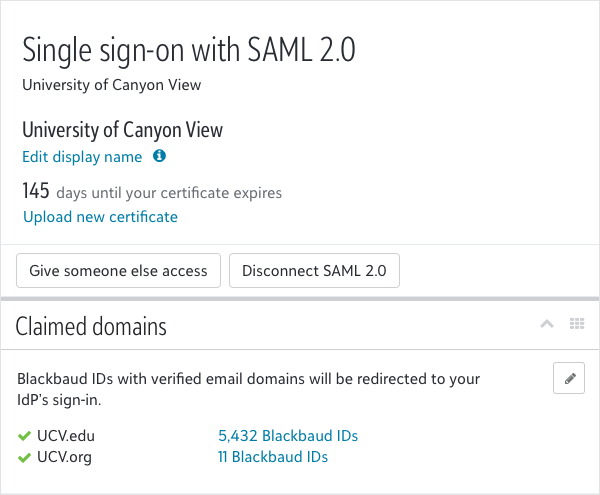 Single sign-on with SAML 2.0
University of Canyon View
University of Canyon View
Edit display name
145 days until your certificate expires
Upload new certificate
Give someone else access Disconnect SAML 2.0
Claimed domains
Blackbaud IDs with verified email domains will be redirected to your
IdP's sign-in.
UCV.edu 5,432 Blackbaud IDs
UCV.org 11 Blackbaud IDs